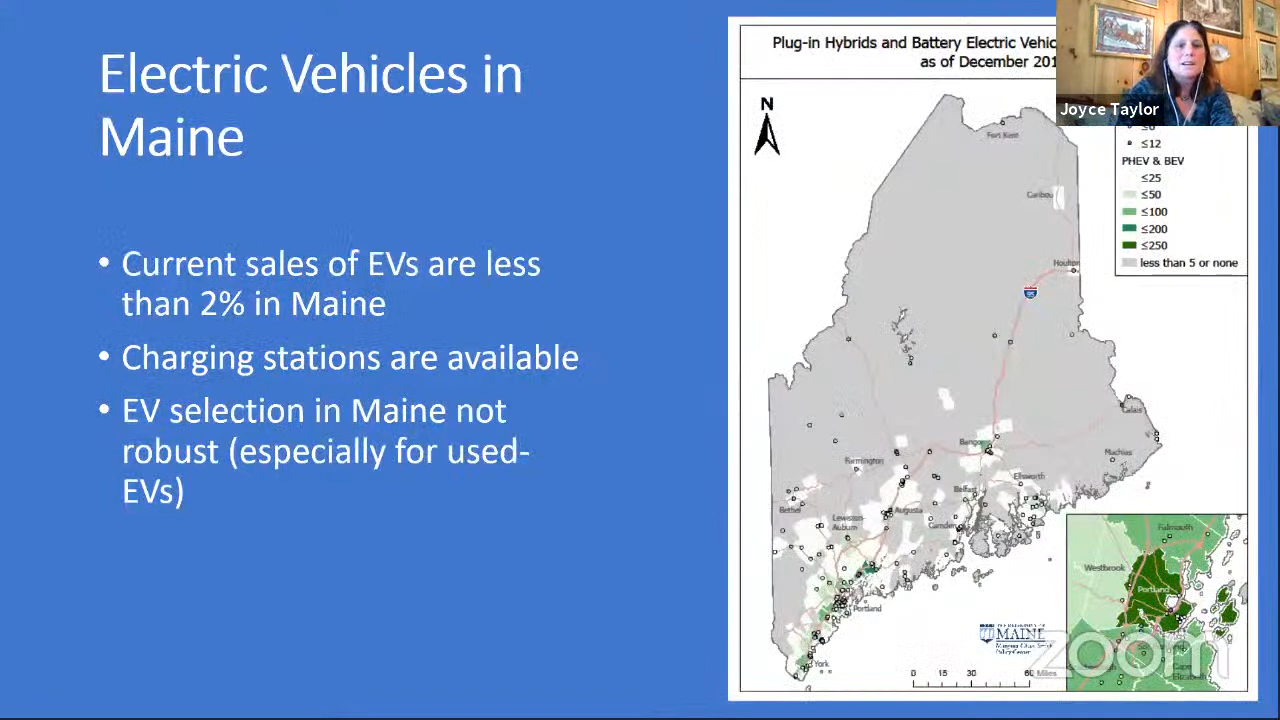 Electric Vehicles in
Maine
• Current sales of EVs are less
than 2% in Maine
• Charging stations are available
• EV selection in Maine not
robust (especially for used-
EVs)
Plug-in Hybrids and Battery Electric
as of December
Joyce Taylor
N
≤12
PHEV & BEV
≤25
≤50
≤100
≤200
≤250
less than 5 or none
Fort Kent
Caribou
Houlton
95
Calais
Bangor
Machias
Farmington
Ellsworth
Belfast
Bethel
Augusta
Lewiston-
Auburn
Camden
Portland
York
Falmouth
Westbrook
Portland
Cape
Elizabeth
MAINE
0 15 30 60 Miles
zoom